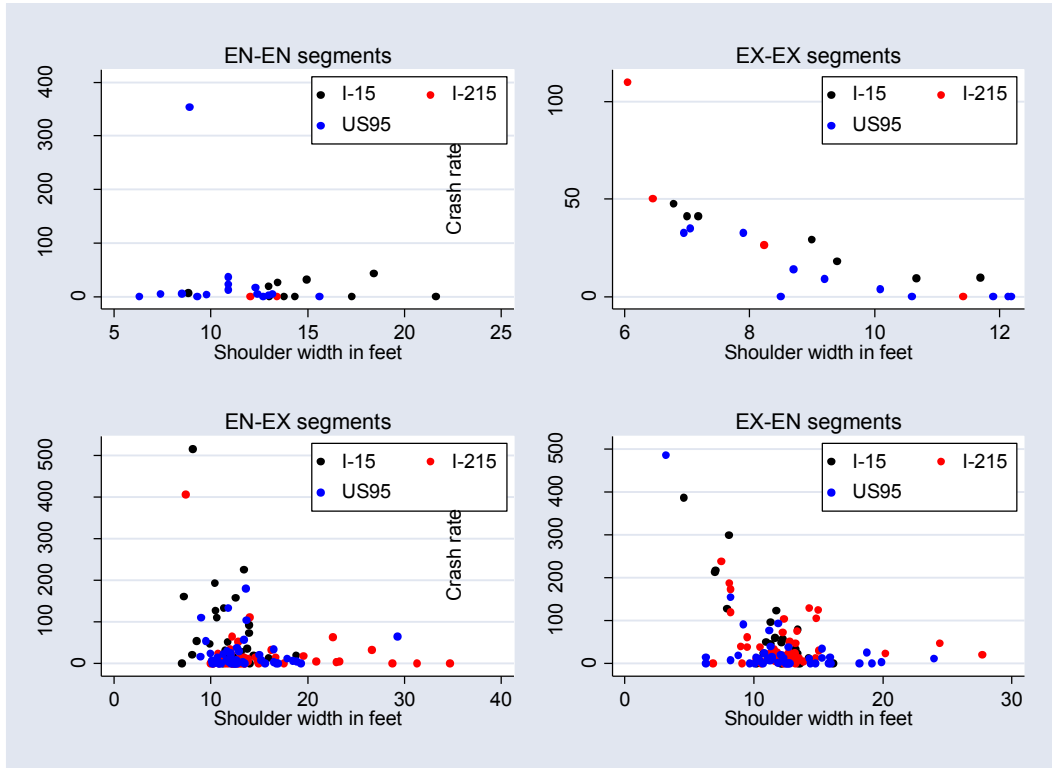 EN-EN segments
400
300
200
100
0
I-15
I-215
US95
5
10
15
20
25
Shoulder width in feet
EX-EX segments
Crash rate
100
50
0
I-15
I-215
US95
6
8
10
12
Shoulder width in feet
EN-EX segments
500
400
300
200
100
0
I-15
I-215
US95
0
10
20
30
40
Shoulder width in feet
EX-EN segments
Crash rate
500
400
300
200
100
0
I-15
I-215
US95
0
10
20
30
Shoulder width in feet